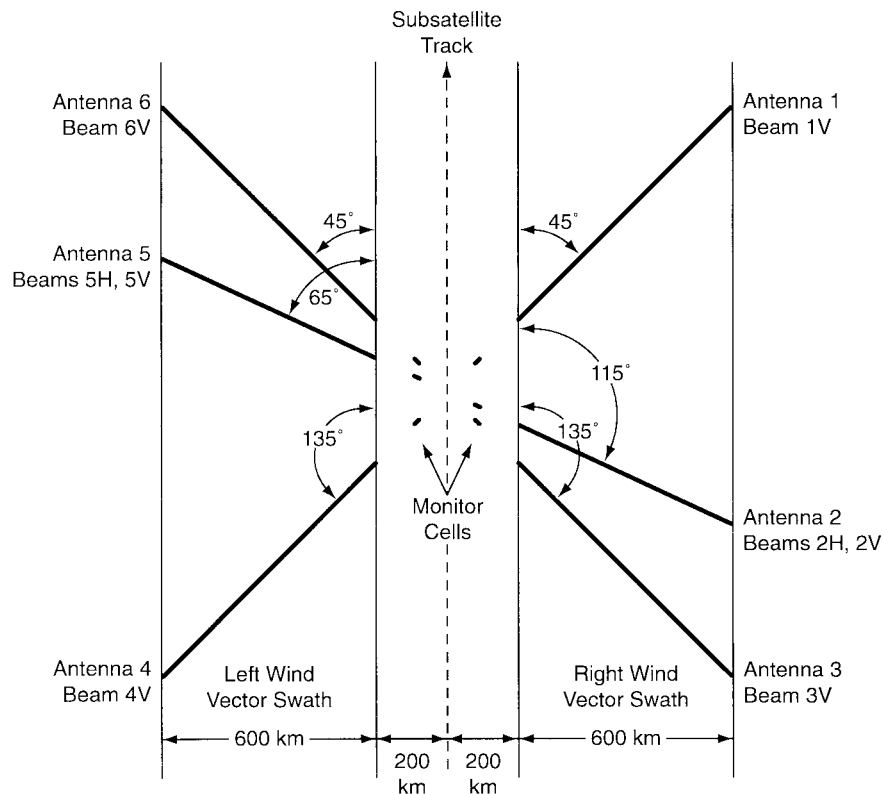 Subsatellite
Track
Antenna 6
Beam 6V
Antenna 1
Beam 1V
45°
45°
Antenna 5
Beams 5H, 5V
65°
115°
135°
135°
Monitor
Cells
Antenna 2
Beams 2H, 2V
Antenna 4
Beam 4V
Left Wind
Vector Swath
Right Wind
Vector Swath
Antenna 3
Beam 3V
600 km
200
km
200
km
600 km